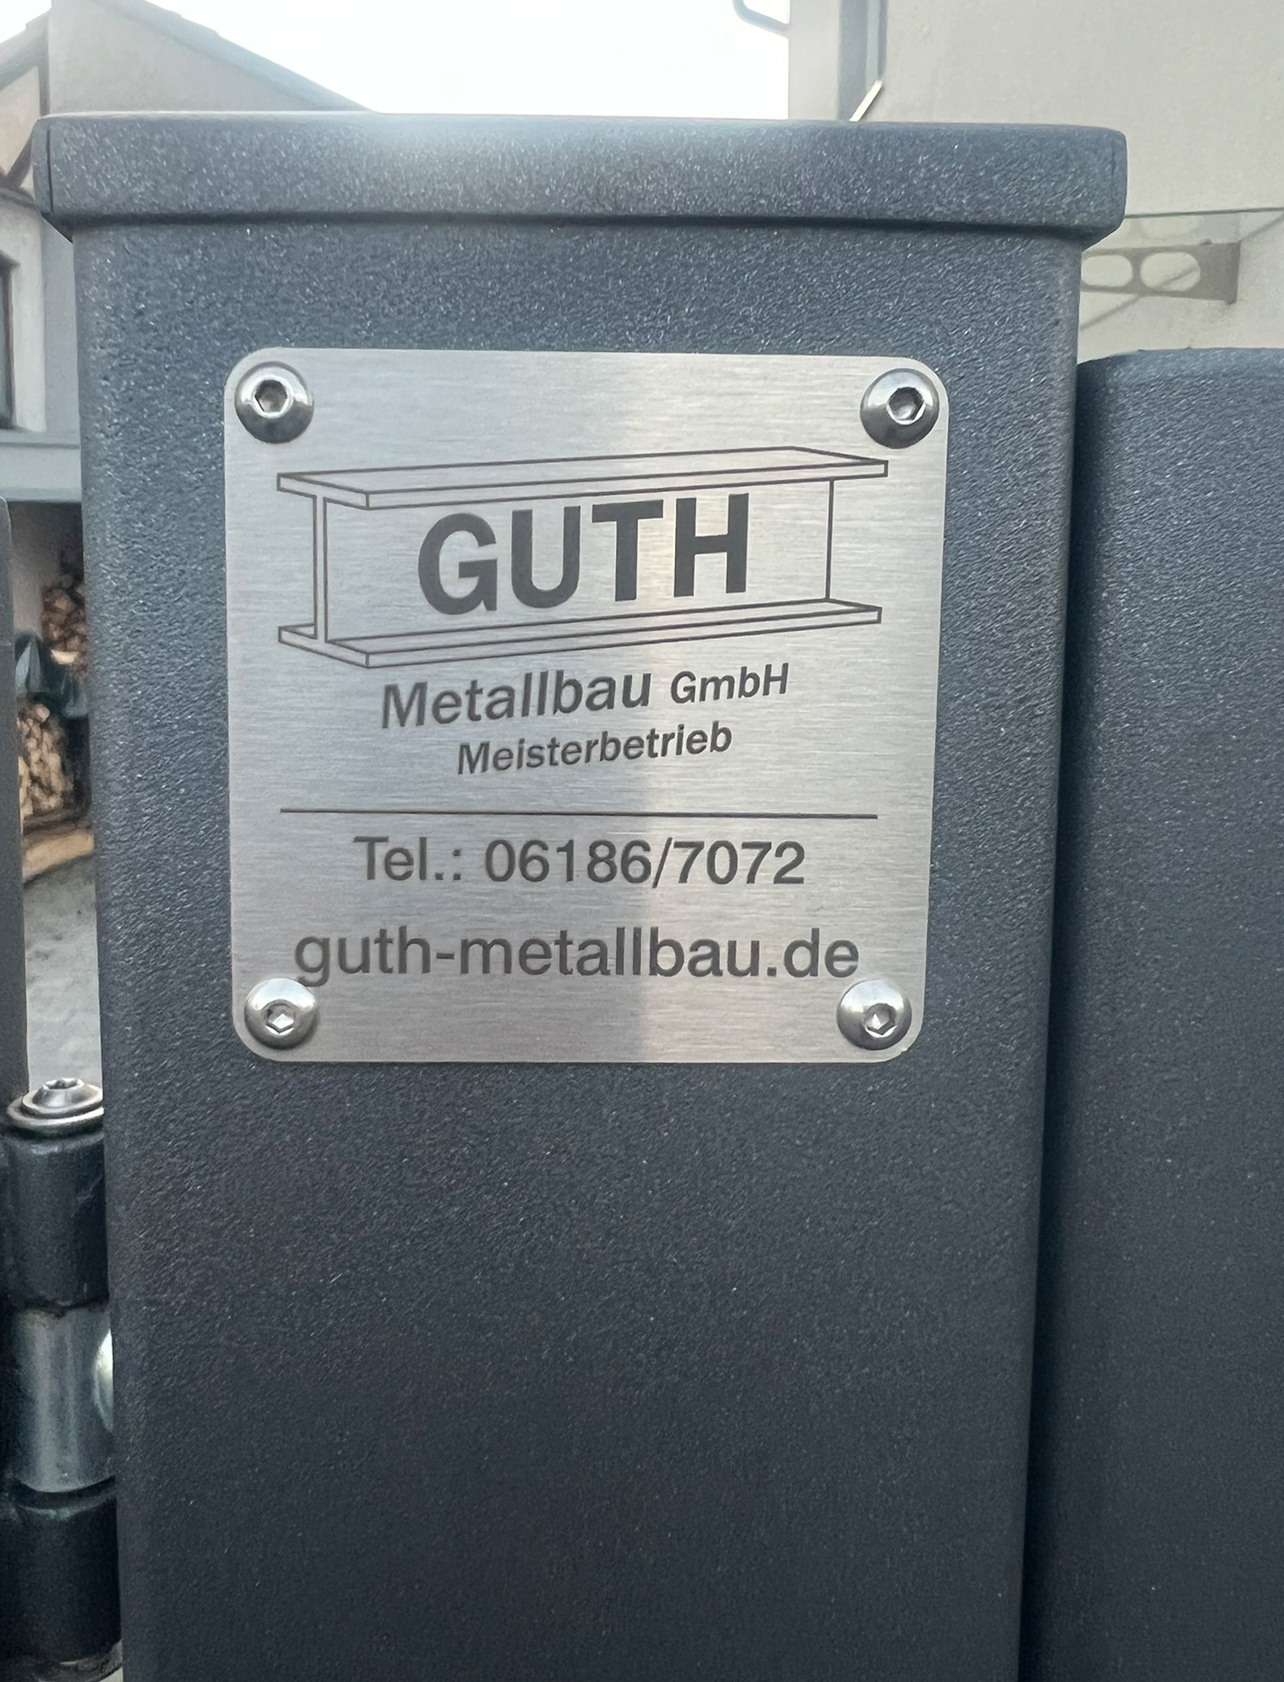 GUTH
Metallbau GmbH
Meisterbetrieb
Tel.: 06186/7072
guth-metallbau.de